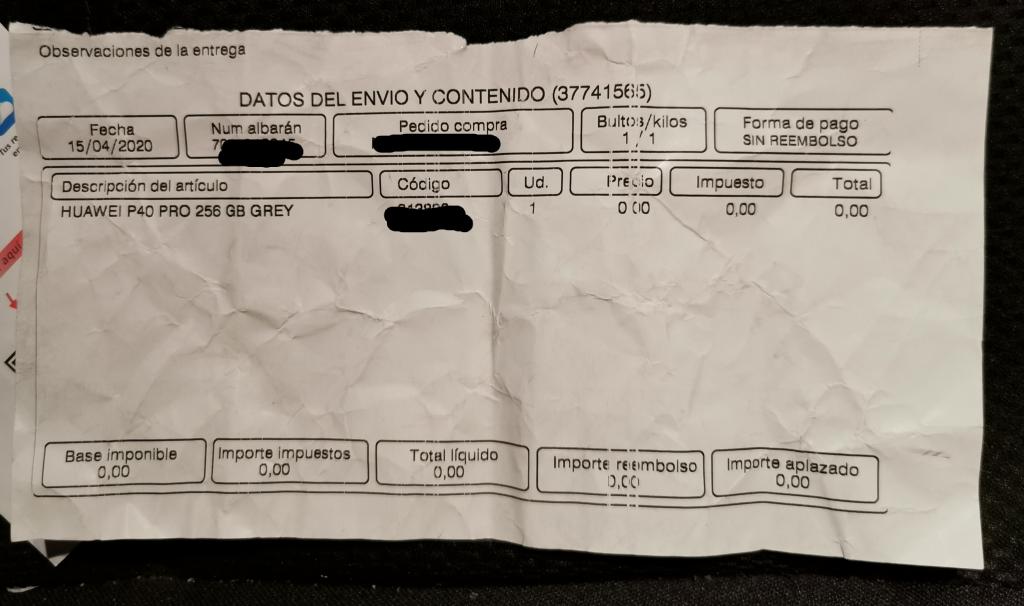 Observaciones de la entrega
DATOS DEL ENVIO Y CONTENIDO (37741565)
Fecha
15/04/2020
Num albarán
Pedido compra
Bultos/kilos
1 / 1
Forma de pago
SIN REEMBOLSO
Descripción del artículo Código Ud. Precio Impuesto Total
HUAWEI P40 PRO 256 GB GREY 1 0,00 0,00 0,00
Base imponible
0,00
Importe impuestos
0,00
Total líquido
0,00
Importe reembolso
0,00
Importe aplazado
0,00
aquí